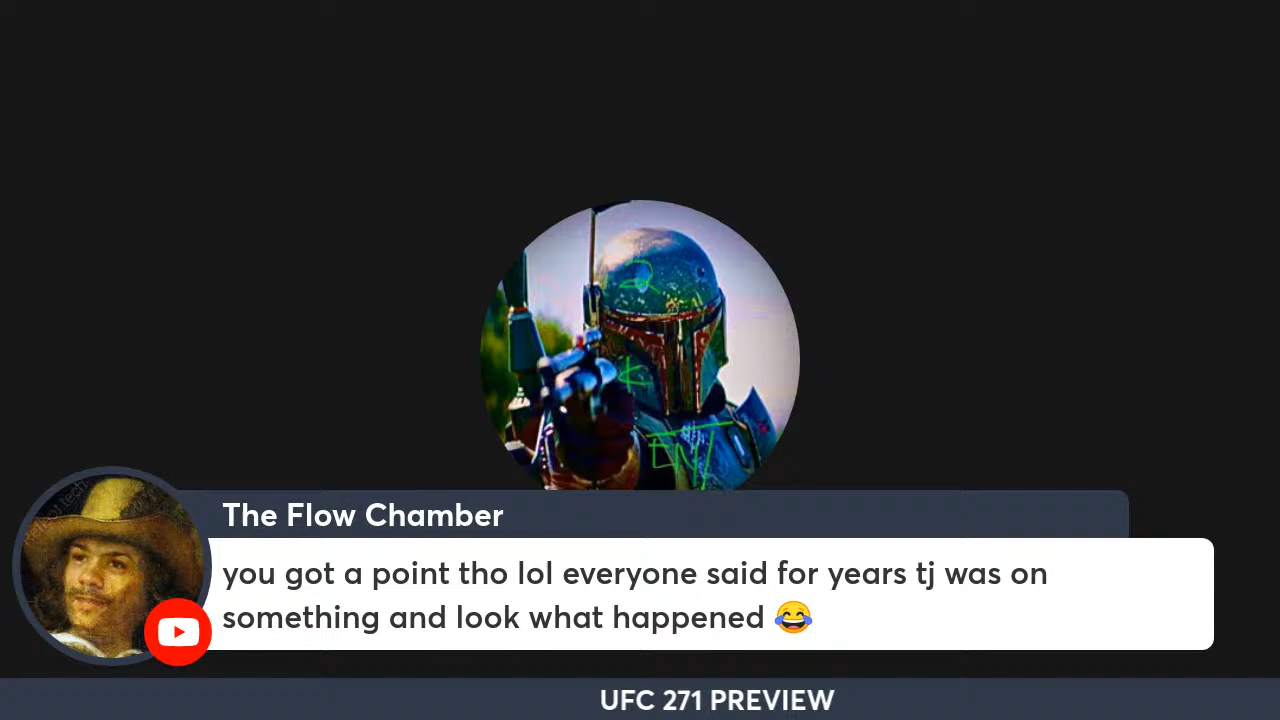 The Flow Chamber
you got a point tho lol everyone said for years tj was on
something and look what happened 😂
UFC 271 PREVIEW